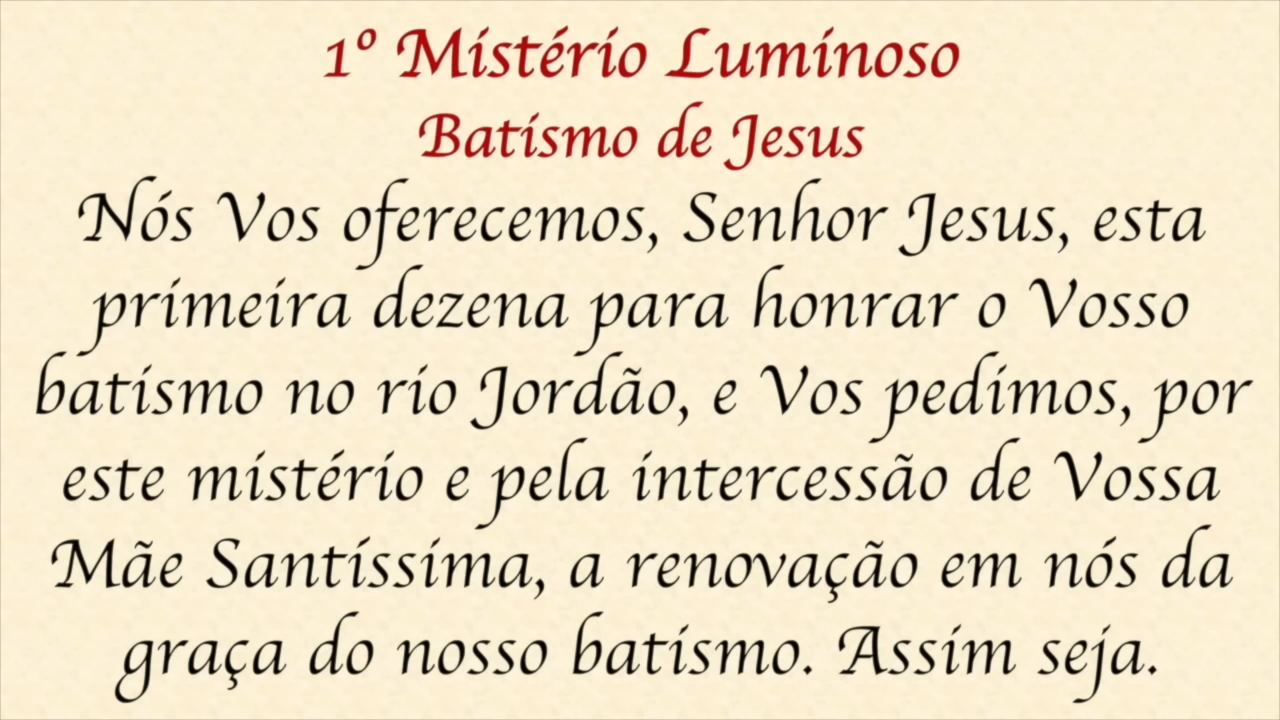 1º Mistério Luminoso
Batismo de Jesus
Nós Vos oferecemos, Senhor Jesus, esta
primeira dezena para honrar o Vosso
batismo no rio Jordão, e Vos pedimos, por
este mistério e pela intercessão de Vossa
Mãe Santíssima, a renovação em nós da
graça do nosso batismo. Assim seja.